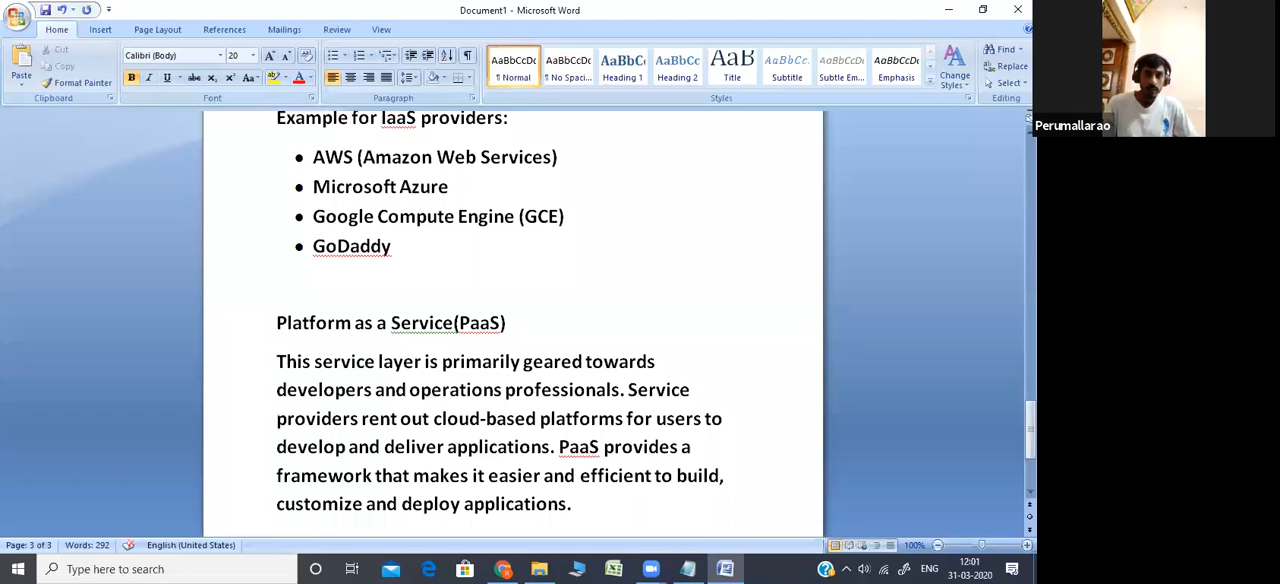 Document1 - Microsoft Word
Home Insert Page Layout References Mailings Review View
Cut
Copy
Format Painter
Paste
Clipboard
Calibri (Body) 20
Font
Paragraph
AaBbCcDc AaBbCcDc AaBbC AaBbCc AaB AaBbCc. AaBbCcDc AaBbCcDc
¶ Normal ¶ No Spaci... Heading 1 Heading 2 Title Subtitle Subtle Em... Emphasis
Styles
Change
Styles
Find
Replace
Select
Editing
Perumallarao
Example for IaaS providers:
• AWS (Amazon Web Services)
• Microsoft Azure
• Google Compute Engine (GCE)
• GoDaddy
Platform as a Service(PaaS)
This service layer is primarily geared towards
developers and operations professionals. Service
providers rent out cloud-based platforms for users to
develop and deliver applications. PaaS provides a
framework that makes it easier and efficient to build,
customize and deploy applications.
Page: 3 of 3 Words: 292 English (United States) 100%
Type here to search
ENG
12:01
31-03-2020